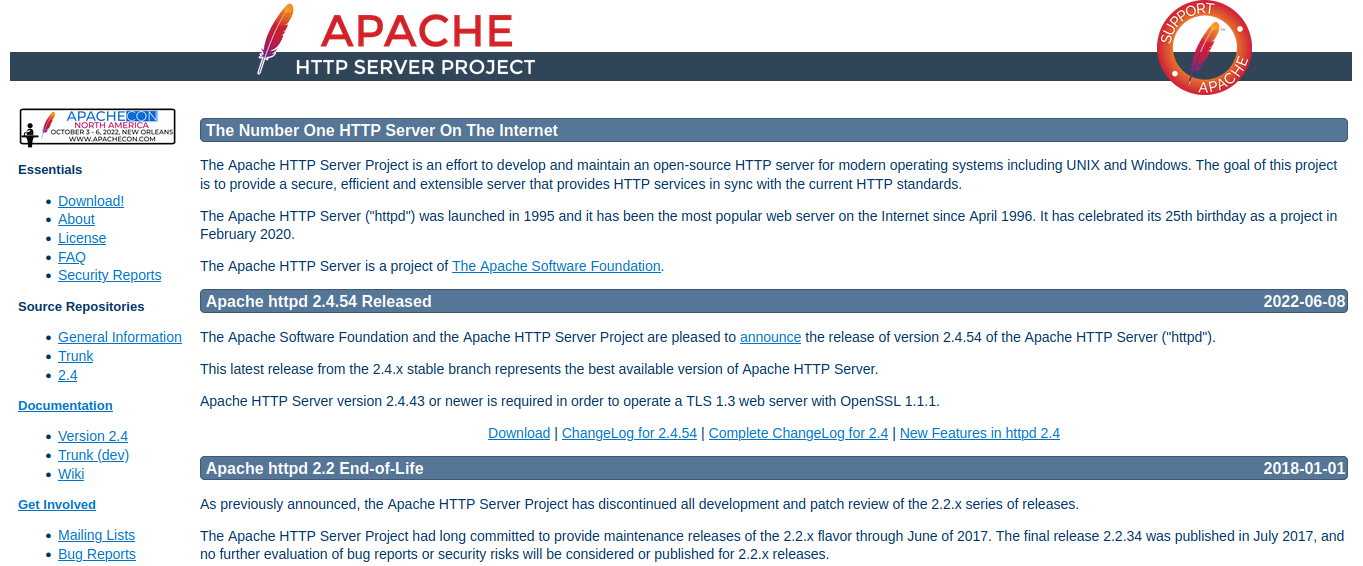 APACHE
HTTP SERVER PROJECT
SUPPORT
APACHE
APACHECON
NORTH AMERICA
OCTOBER 3 - 6, 2022, NEW ORLEANS
WWW.APACHECON.COM
Essentials
Download!
About
License
FAQ
Security Reports
Source Repositories
General Information
Trunk
2.4
Documentation
Version 2.4
Trunk (dev)
Wiki
Get Involved
Mailing Lists
Bug Reports
The Number One HTTP Server On The Internet
The Apache HTTP Server Project is an effort to develop and maintain an open-source HTTP server for modern operating systems including UNIX and Windows. The goal of this project
is to provide a secure, efficient and extensible server that provides HTTP services in sync with the current HTTP standards.
The Apache HTTP Server ("httpd") was launched in 1995 and it has been the most popular web server on the Internet since April 1996. It has celebrated its 25th birthday as a project in
February 2020.
The Apache HTTP Server is a project of The Apache Software Foundation.
Apache httpd 2.4.54 Released 2022-06-08
The Apache Software Foundation and the Apache HTTP Server Project are pleased to announce the release of version 2.4.54 of the Apache HTTP Server ("httpd").
This latest release from the 2.4.x stable branch represents the best available version of Apache HTTP Server.
Apache HTTP Server version 2.4.43 or newer is required in order to operate a TLS 1.3 web server with OpenSSL 1.1.1.
Download | ChangeLog for 2.4.54 | Complete ChangeLog for 2.4 | New Features in httpd 2.4
Apache httpd 2.2 End-of-Life 2018-01-01
As previously announced, the Apache HTTP Server Project has discontinued all development and patch review of the 2.2.x series of releases.
The Apache HTTP Server Project had long committed to provide maintenance releases of the 2.2.x flavor through June of 2017. The final release 2.2.34 was published in July 2017, and
no further evaluation of bug reports or security risks will be considered or published for 2.2.x releases.